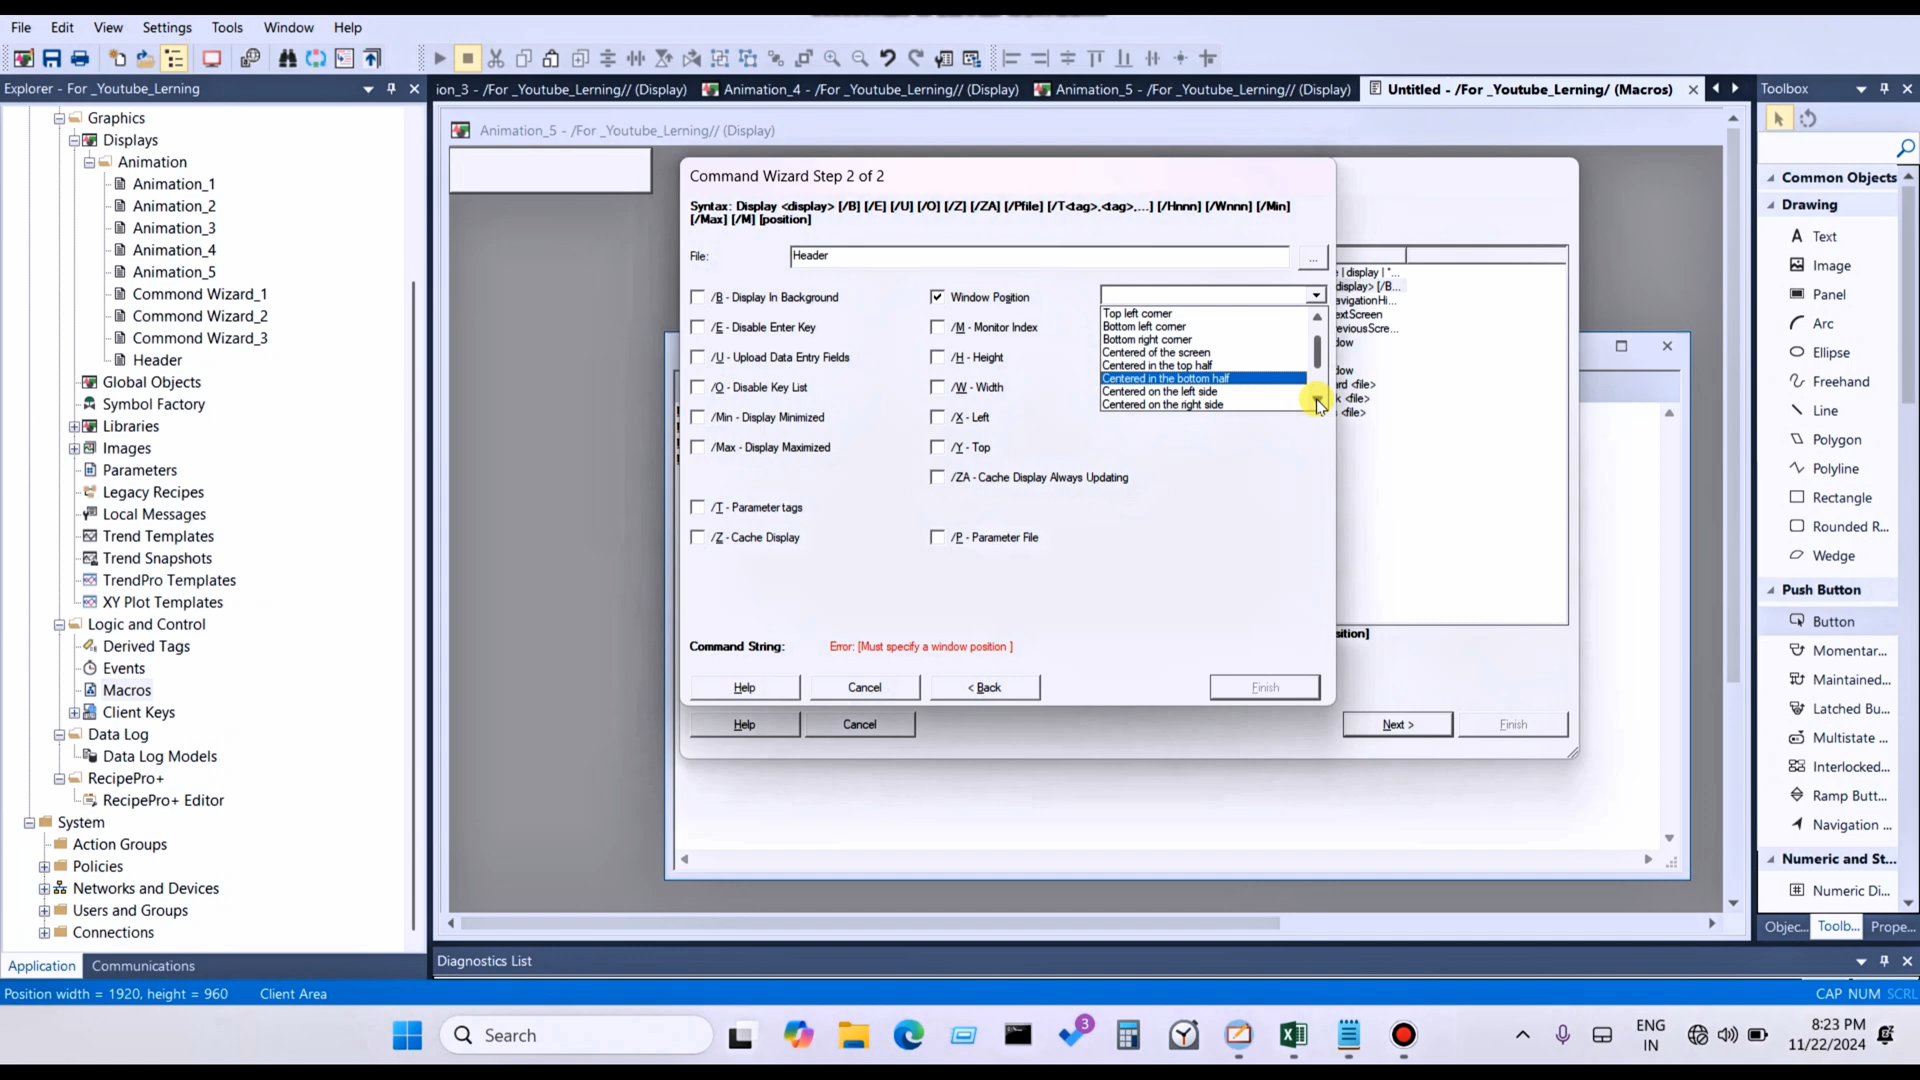 File Edit View Settings Tools Window Help
Explorer - For _Youtube_Lerning
ion_3 - /For _Youtube_Lerning// (Display)
Animation_4 - /For _Youtube_Lerning// (Display)
Animation_5 - /For _Youtube_Lerning// (Display)
Untitled - /For _Youtube_Lerning/ (Macros)
Toolbox
Graphics
Displays
Animation
Animation_1
Animation_2
Animation_3
Animation_4
Animation_5
Commond Wizard_1
Commond Wizard_2
Commond Wizard_3
Header
Global Objects
Symbol Factory
Libraries
Images
Parameters
Legacy Recipes
Local Messages
Trend Templates
Trend Snapshots
TrendPro Templates
XY Plot Templates
Logic and Control
Derived Tags
Events
Macros
Client Keys
Data Log
Data Log Models
RecipePro+
RecipePro+ Editor
System
Action Groups
Policies
Networks and Devices
Users and Groups
Connections
Application Communications
Animation_5 - /For _Youtube_Lerning// (Display)
Command Wizard Step 2 of 2
Syntax: Display <display> [/B] [/E] [/U] [/O] [/Z] [/ZA] [/Pfile] [/T<tag>,<tag>,...] [/Hnnn] [/Wnnn] [/Min]
[/Max] [/M] [position]
File: Header ...
/B - Display In Background
/E - Disable Enter Key
/U - Upload Data Entry Fields
/O - Disable Key List
/Min - Display Minimized
/Max - Display Maximized
/T - Parameter tags
/Z - Cache Display
Window Position
/M - Monitor Index
/H - Height
/W - Width
/X - Left
/Y - Top
/ZA - Cache Display Always Updating
/P - Parameter File
Top left corner
Bottom left corner
Bottom right corner
Centered of the screen
Centered in the top half
Centered in the bottom half
Centered on the left side
Centered on the right side
Command String: Error: [Must specify a window position ]
Help Cancel < Back Finish
| display | "...
display> [/B...
avigationHi...
extScreen
reviousScre...
dow
dow
ard <file>
k <file>
<file>
sition]
Help Cancel Next > Finish
Common Objects
Drawing
Text
Image
Panel
Arc
Ellipse
Freehand
Line
Polygon
Polyline
Rectangle
Rounded R...
Wedge
Push Button
Button
Momentar...
Maintained...
Latched Bu...
Multistate ...
Interlocked...
Ramp Butt...
Navigation ...
Numeric and St...
Numeric Di...
Objec... Toolb... Prope...
Diagnostics List
Position width = 1920, height = 960 Client Area
CAP NUM SCRL
Search
3
ENG
IN
8:23 PM
11/22/2024